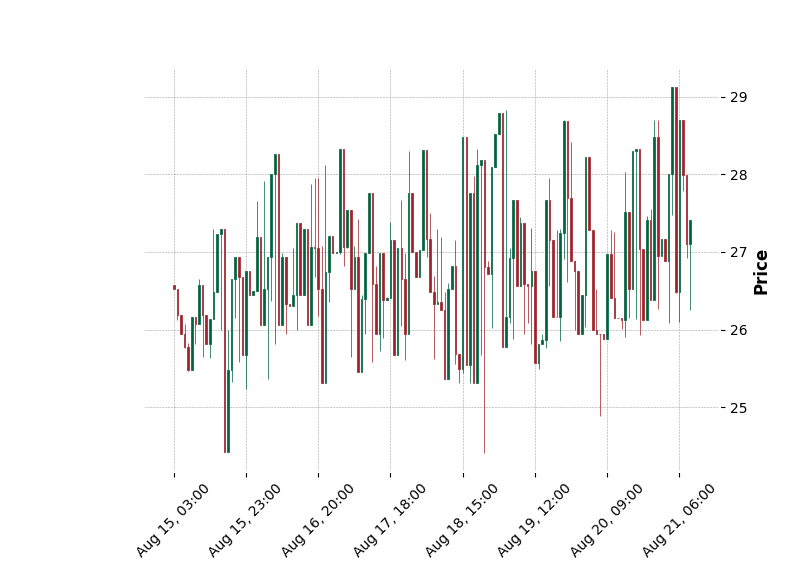 29
28
27
26
25
Price
Aug 15, 03:00
Aug 15, 23:00
Aug 16, 20:00
Aug 17, 18:00
Aug 18, 15:00
Aug 19, 12:00
Aug 20, 09:00
Aug 21, 06:00